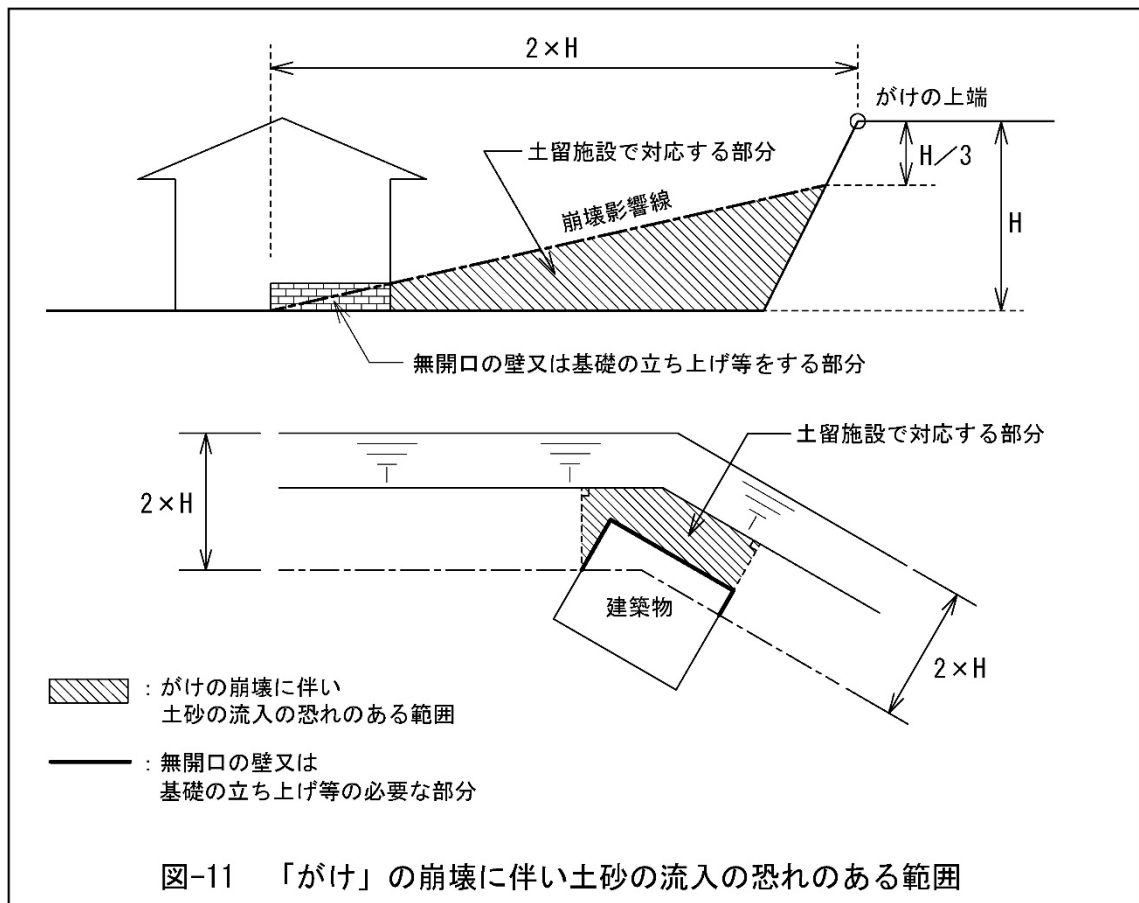 2×H
がけの上端
土留施設で対応する部分
H/3
崩壊影響線
H
無開口の壁又は基礎の立ち上げ等をする部分
土留施設で対応する部分
2×H
建築物
2×H
：がけの崩壊に伴い
土砂の流入の恐れのある範囲
：無開口の壁又は
基礎の立ち上げ等の必要な部分
図-11 「がけ」の崩壊に伴い土砂の流入の恐れのある範囲